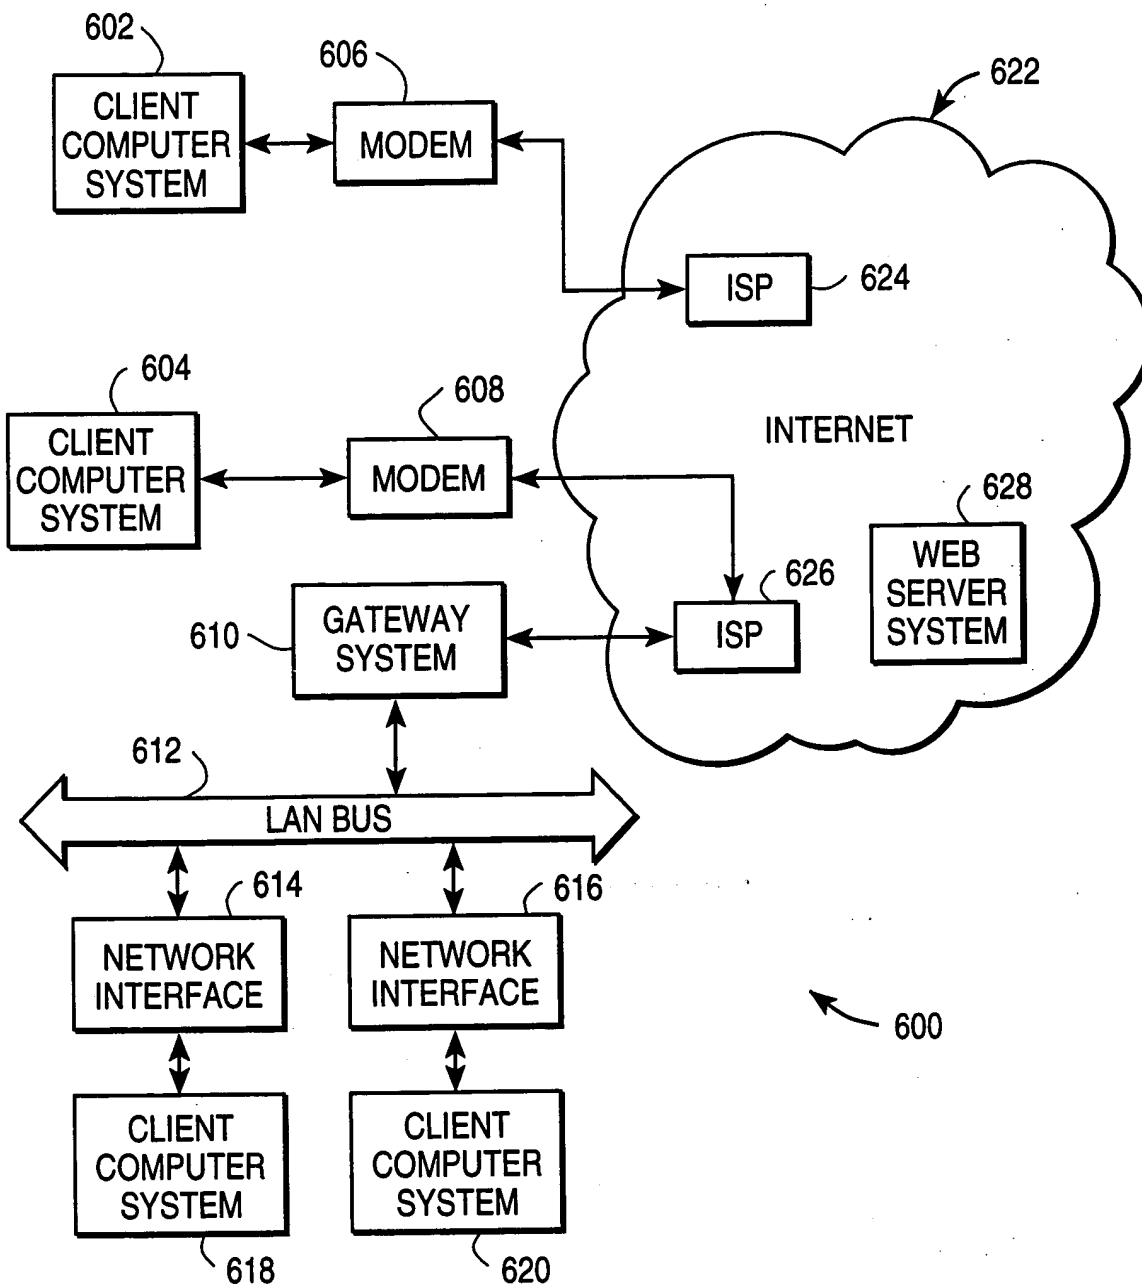 602
CLIENT
COMPUTER
SYSTEM
606
MODEM
622
ISP
624
604
CLIENT
COMPUTER
SYSTEM
608
MODEM
INTERNET
628
WEB
SERVER
SYSTEM
610
GATEWAY
SYSTEM
626
ISP
612
LAN BUS
614
NETWORK
INTERFACE
616
NETWORK
INTERFACE
600
CLIENT
COMPUTER
SYSTEM
618
CLIENT
COMPUTER
SYSTEM
620